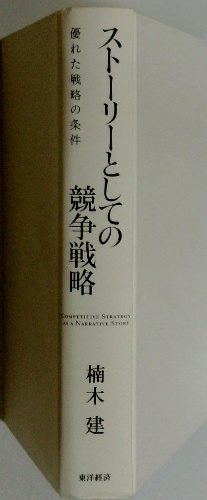 優れた戦略の条件
ストーリーとしての
競争戦略
COMPETITIVE STRATEGY
AS A NARRATIVE STORY
楠木 建
東洋経済